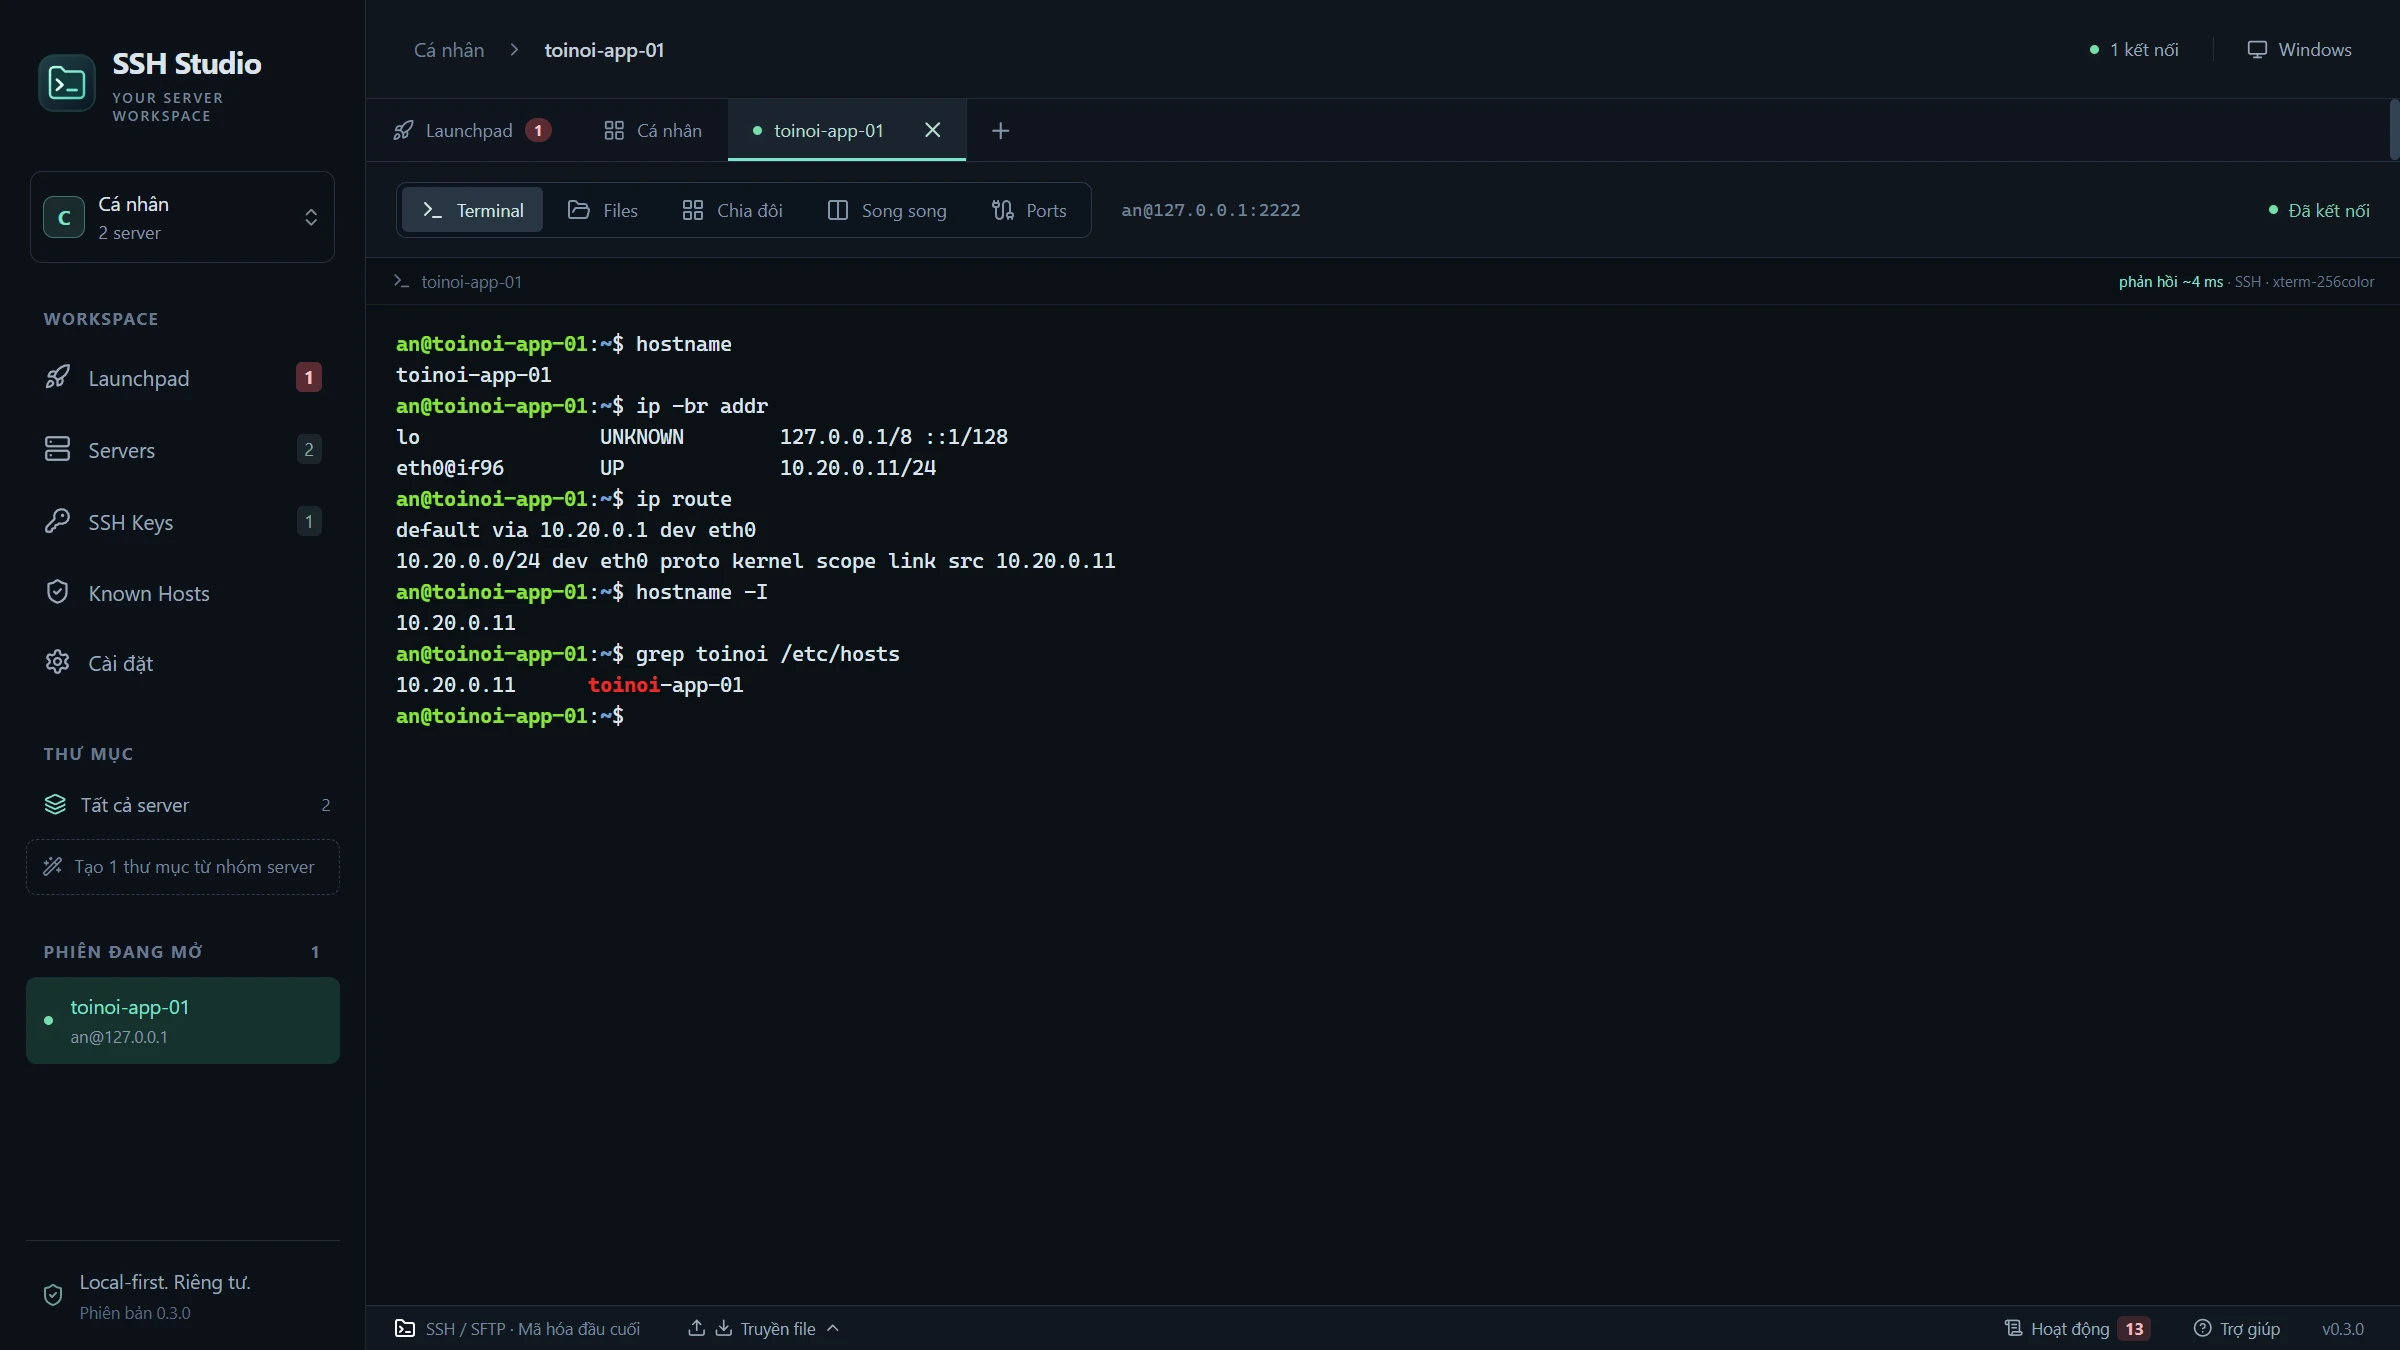 SSH Studio
YOUR SERVER
WORKSPACE
C
Cá nhân
2 server
WORKSPACE
Launchpad 1
Servers 2
SSH Keys 1
Known Hosts
Cài đặt
THƯ MỤC
Tất cả server 2
Tạo 1 thư mục từ nhóm server
PHIÊN ĐANG MỞ 1
toinoi-app-01
an@127.0.0.1
Local-first. Riêng tư.
Phiên bản 0.3.0
Cá nhân > toinoi-app-01
1 kết nối
Windows
Launchpad 1
Cá nhân
toinoi-app-01
Terminal
Files
Chia đôi
Song song
Ports
an@127.0.0.1:2222
Đã kết nối
toinoi-app-01
phản hồi ~4 ms · SSH · xterm-256color
an@toinoi-app-01:~$ hostname
toinoi-app-01
an@toinoi-app-01:~$ ip -br addr
lo               UNKNOWN        127.0.0.1/8 ::1/128
eth0@if96        UP             10.20.0.11/24
an@toinoi-app-01:~$ ip route
default via 10.20.0.1 dev eth0
10.20.0.0/24 dev eth0 proto kernel scope link src 10.20.0.11
an@toinoi-app-01:~$ hostname -I
10.20.0.11
an@toinoi-app-01:~$ grep toinoi /etc/hosts
10.20.0.11      toinoi-app-01
an@toinoi-app-01:~$
SSH / SFTP · Mã hóa đầu cuối
Truyền file
Hoạt động 13
Trợ giúp
v0.3.0